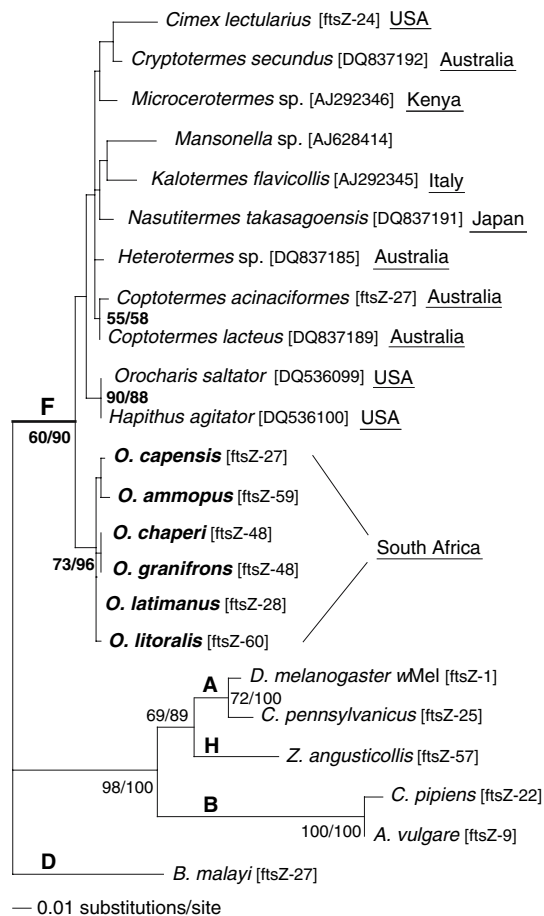 Cimex lectularius [ftsZ-24] USA
Cryptotermes secundus [DQ837192] Australia
Microcerotermes sp. [AJ292346] Kenya
Mansonella sp. [AJ628414]
Kalotermes flavicollis [AJ292345] Italy
Nasutitermes takasagoensis [DQ837191] Japan
Heterotermes sp. [DQ837185] Australia
Coptotermes acinaciformes [ftsZ-27] Australia
55/58
Coptotermes lacteus [DQ837189] Australia
Orocharis saltator [DQ536099] USA
90/88
Hapithus agitator [DQ536100] USA
F
60/90
O. capensis [ftsZ-27]
O. ammopus [ftsZ-59]
O. chaperi [ftsZ-48]
South Africa
73/96
O. granifrons [ftsZ-48]
O. latimanus [ftsZ-28]
O. litoralis [ftsZ-60]
D. melanogaster wMel [ftsZ-1]
A
72/100
69/89
C. pennsylvanicus [ftsZ-25]
H
Z. angusticollis [ftsZ-57]
98/100
C. pipiens [ftsZ-22]
B
100/100
A. vulgare [ftsZ-9]
D
B. malayi [ftsZ-27]
0.01 substitutions/site